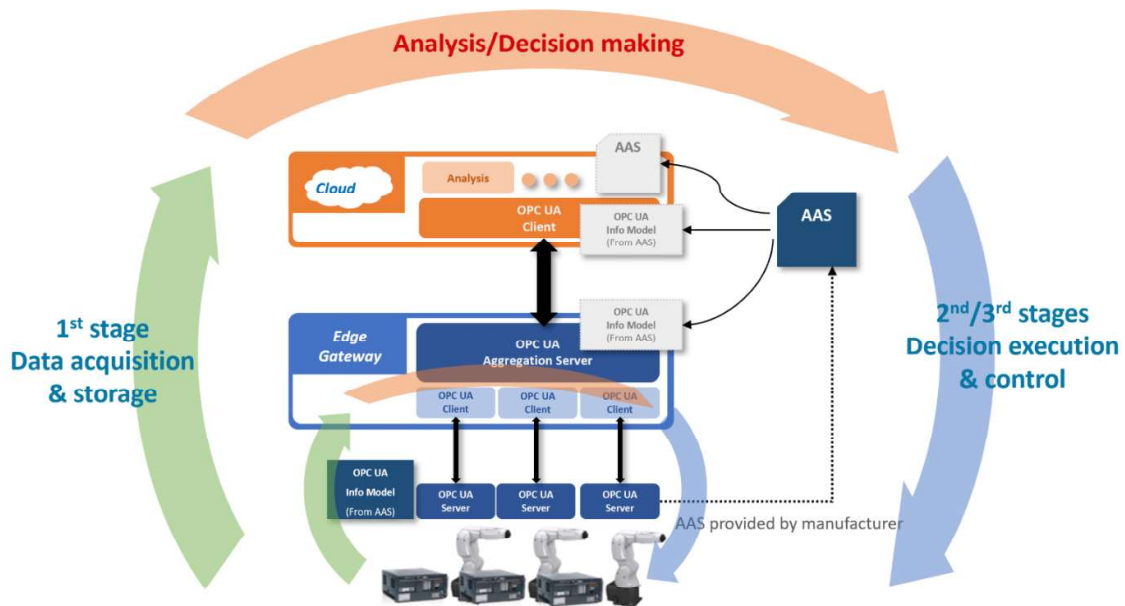 Analysis/Decision making
AAS
Cloud
Analysis
OPC UA
Client
OPC UA
Info Model
(From AAS)
AAS
1st stage
Data acquisition
& storage
Edge
Gateway
OPC UA
Aggregation Server
OPC UA
Info Model
(From AAS)
2nd/3rd stages
Decision execution
& control
OPC UA
Client
OPC UA
Client
OPC UA
Client
OPC UA
Info Model
(From AAS)
OPC UA
Server
OPC UA
Server
OPC UA
Server
AAS provided by manufacturer